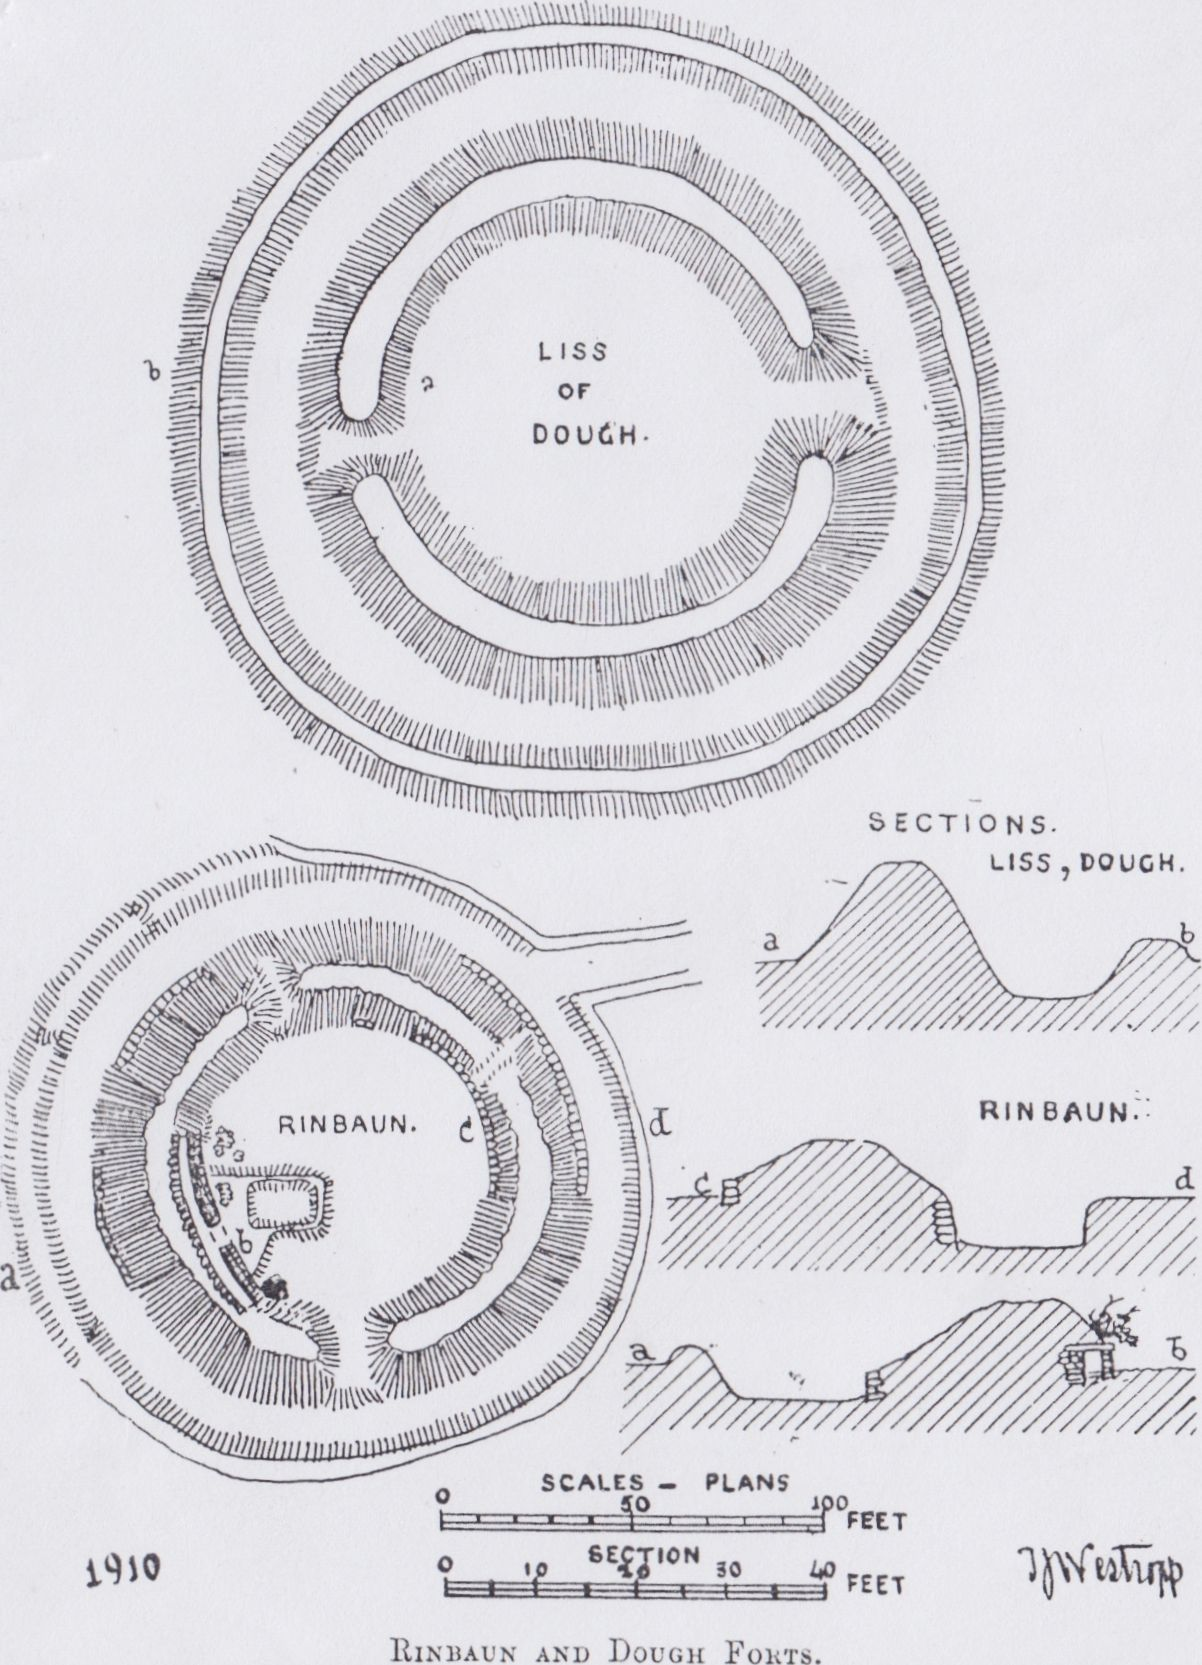 b
a
LISS
OF
DOUGH.
SECTIONS.
LISS, DOUGH.
a
b
RINBAUN.
c
d
b
a
RINBAUN.
c
d
a
b
SCALES – PLANS
0 50 100 FEET
SECTION
0 10 20 30 40 FEET
1910
TJWestropp
RINBAUN AND DOUGH FORTS.